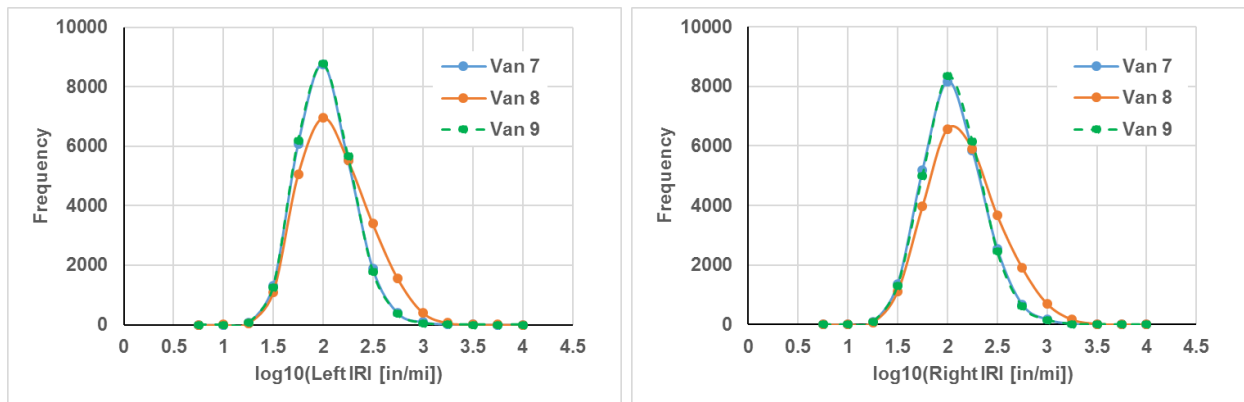 10000
8000
6000
4000
2000
0
Frequency
Van 7
Van 8
Van 9
0 0.5 1 1.5 2 2.5 3 3.5 4 4.5
log10(Left IRI [in/mi])
10000
8000
6000
4000
2000
0
Frequency
Van 7
Van 8
Van 9
0 0.5 1 1.5 2 2.5 3 3.5 4 4.5
log10(Right IRI [in/mi])